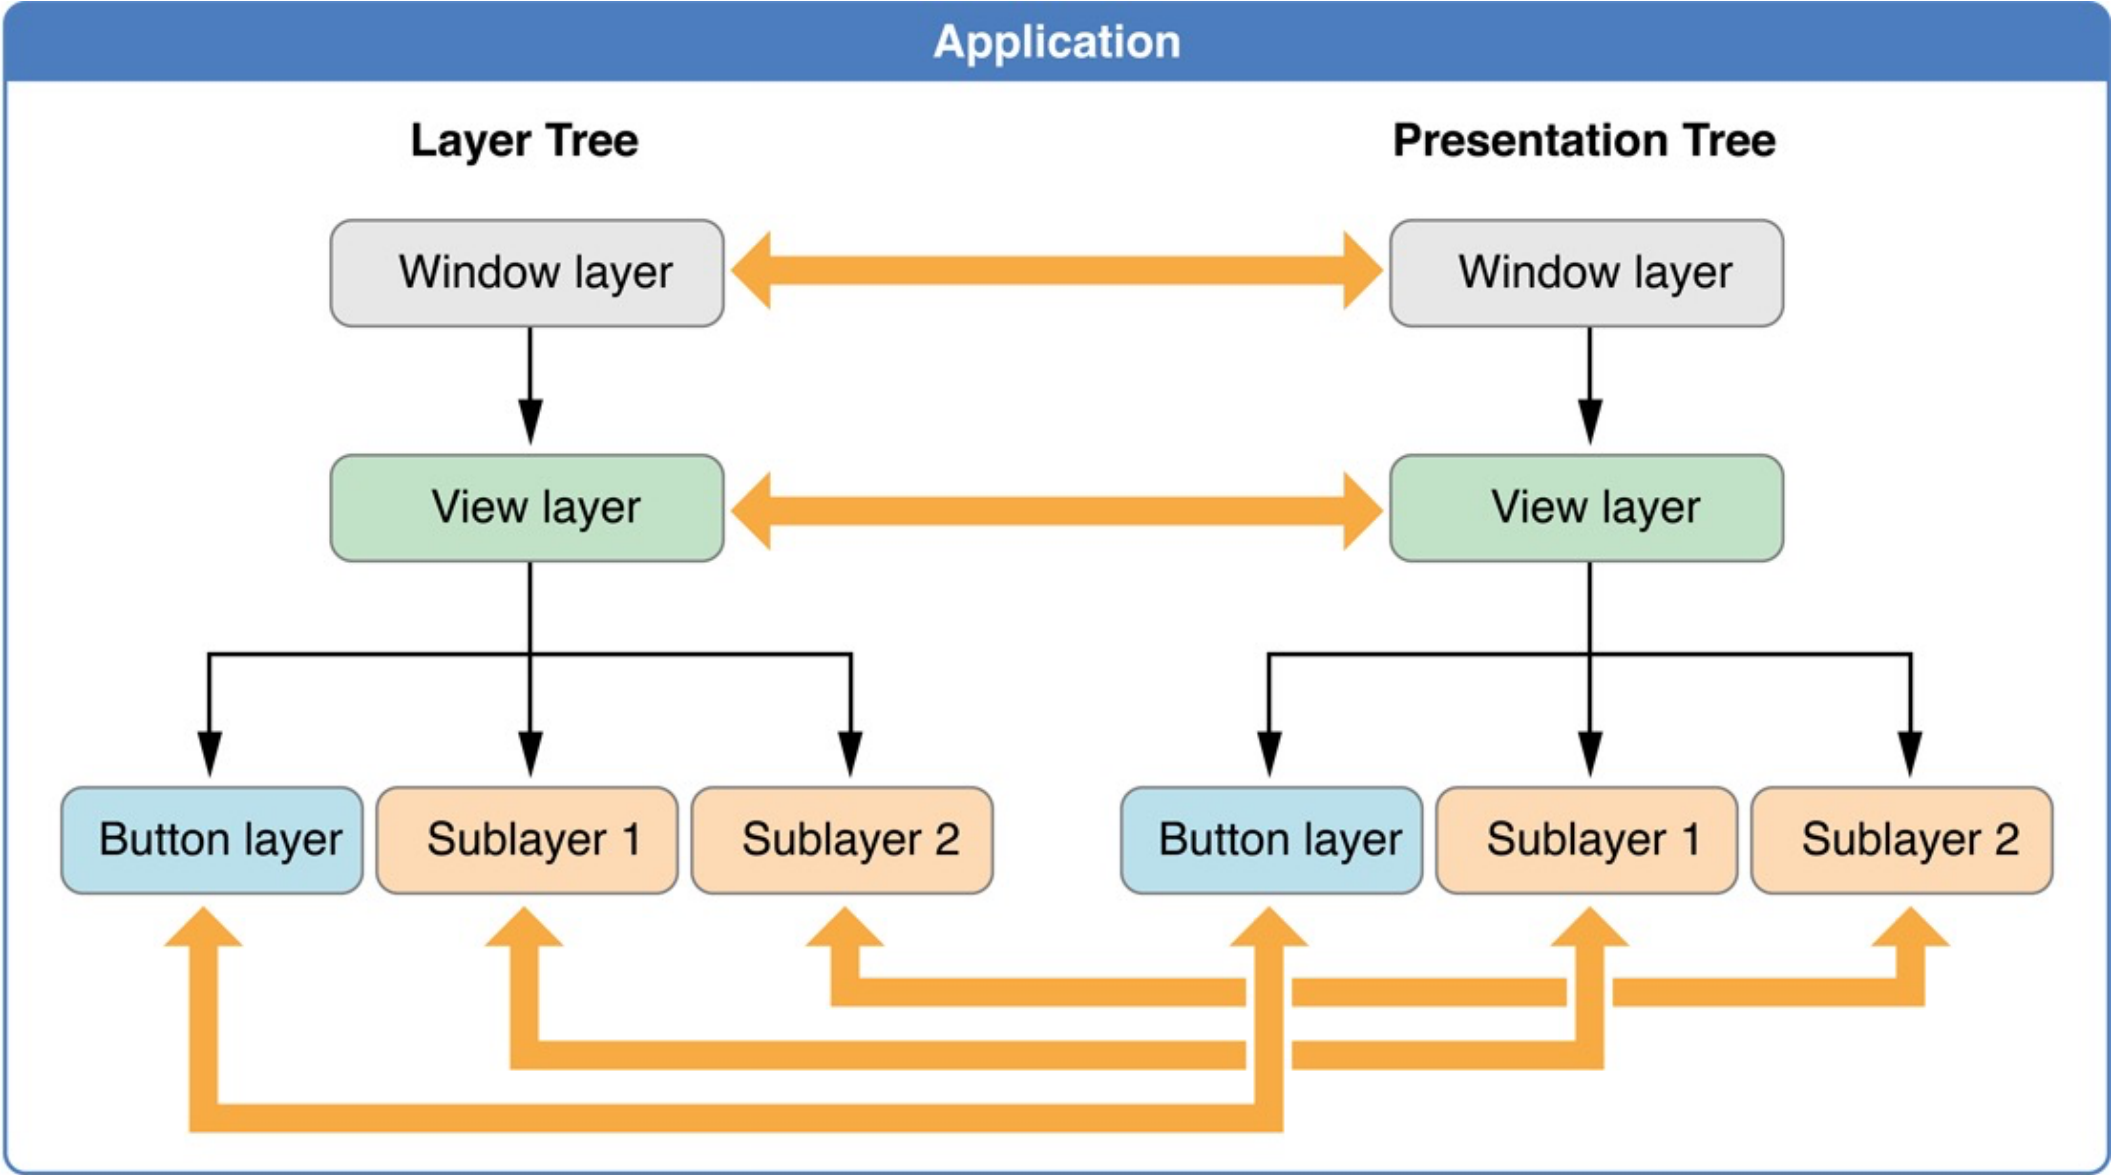 Application
Layer Tree
Presentation Tree
Window layer
Window layer
View layer
View layer
Button layer
Sublayer 1
Sublayer 2
Button layer
Sublayer 1
Sublayer 2